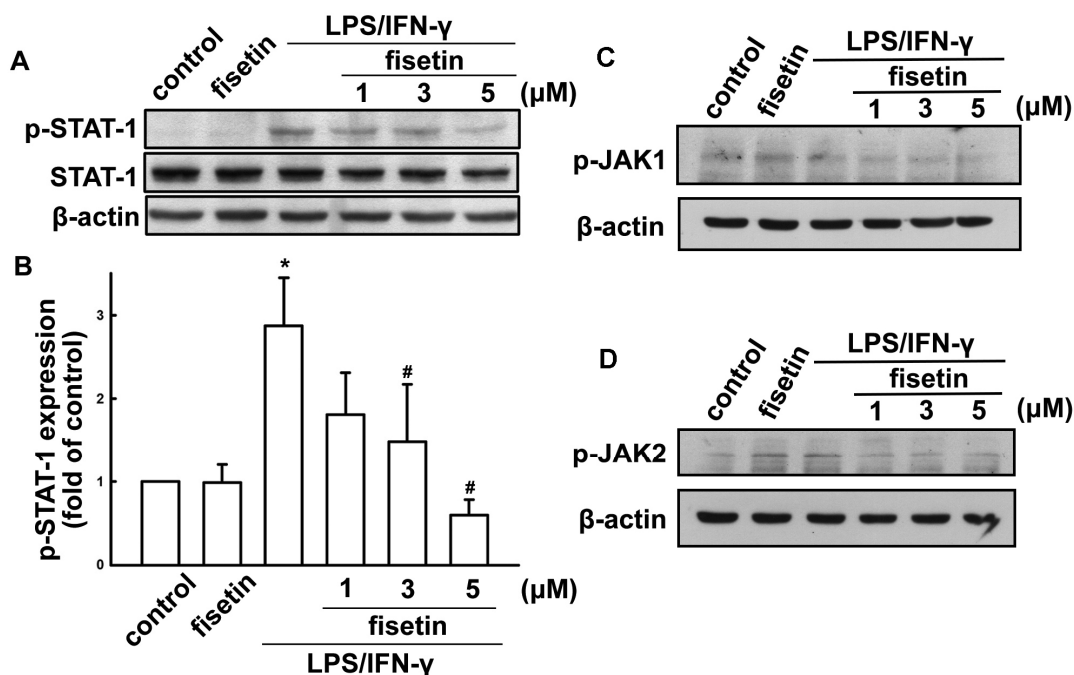 A
LPS/IFN-γ
control
fisetin
fisetin
1 3 5 (μM)
p-STAT-1
STAT-1
β-actin
B
p-STAT-1 expression
(fold of control)
3
2
1
0
*
#
#
control
fisetin
1 3 5 (μM)
fisetin
LPS/IFN-γ
C
LPS/IFN-γ
control
fisetin
fisetin
1 3 5 (μM)
p-JAK1
β-actin
D
LPS/IFN-γ
control
fisetin
fisetin
1 3 5 (μM)
p-JAK2
β-actin